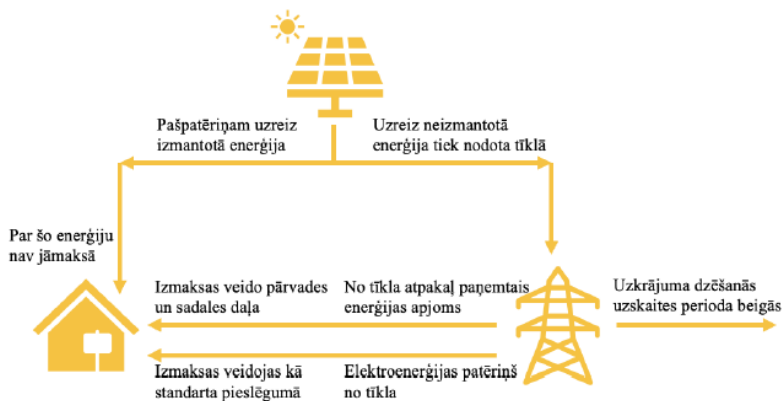 Pašpatēriņam uzreiz
izmantotā enerģija
Uzreiz neizmantotā
enerģija tiek nodota tīklā
Par šo enerģiju
nav jāmaksā
Izmaksas veido pārvades
un sadales daļa
No tīkla atpakaļ paņemtais
enerģijas apjoms
Uzkrājuma dzēšanās
uzskaites perioda beigās
Izmaksas veidojas kā
standarta pieslēgumā
Elektroenerģijas patēriņš
no tīkla